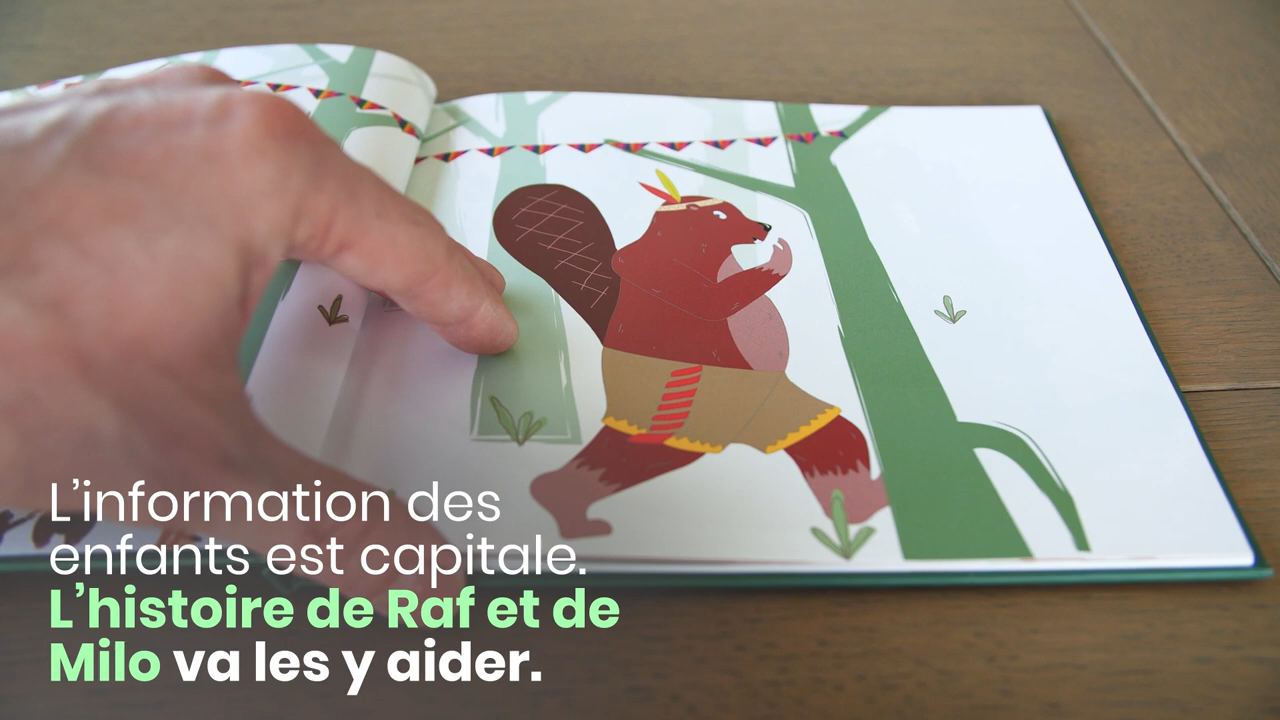 L’information des
enfants est capitale.
L’histoire de Raf et de
Milo va les y aider.